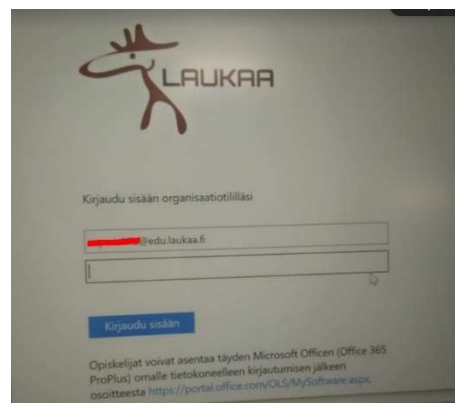 LAUKAA
Kirjaudu sisään organisaatiotililläsi
@edu.laukaa.fi
Kirjaudu sisään
Opiskelijat voivat asentaa täyden Microsoft Officen (Office 365
ProPlus) omalle tietokoneelleen kirjautumisen jälkeen
osoitteesta https://portal.office.com/OLS/MySoftware.aspx.